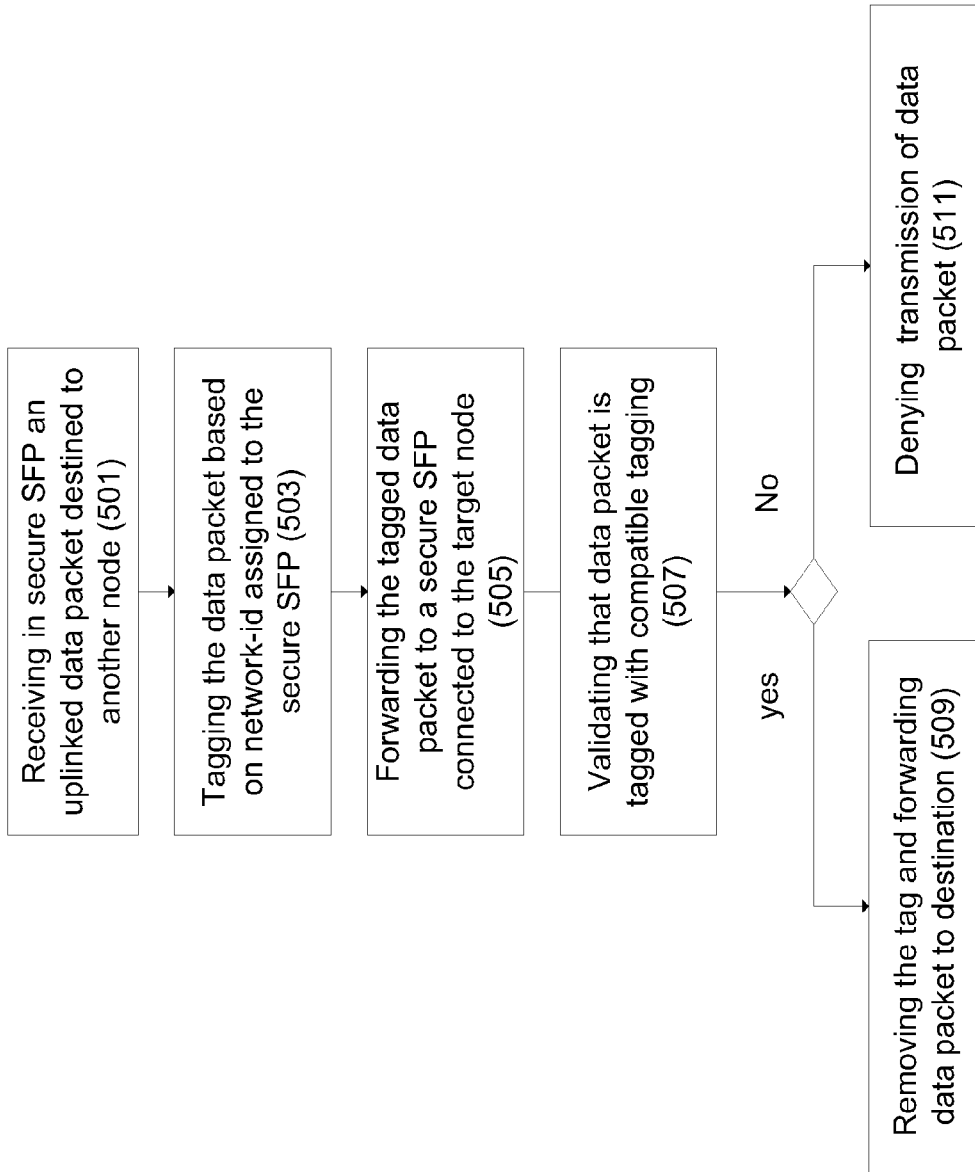 Receiving in secure SFP an
uplinked data packet destined to
another node (501)
Tagging the data packet based
on network-id assigned to the
secure SFP (503)
Forwarding the tagged data
packet to a secure SFP
connected to the target node
(505)
Validating that data packet is
tagged with compatible tagging
(507)
yes
No
Removing the tag and forwarding
data packet to destination (509)
Denying transmission of data
packet (511)